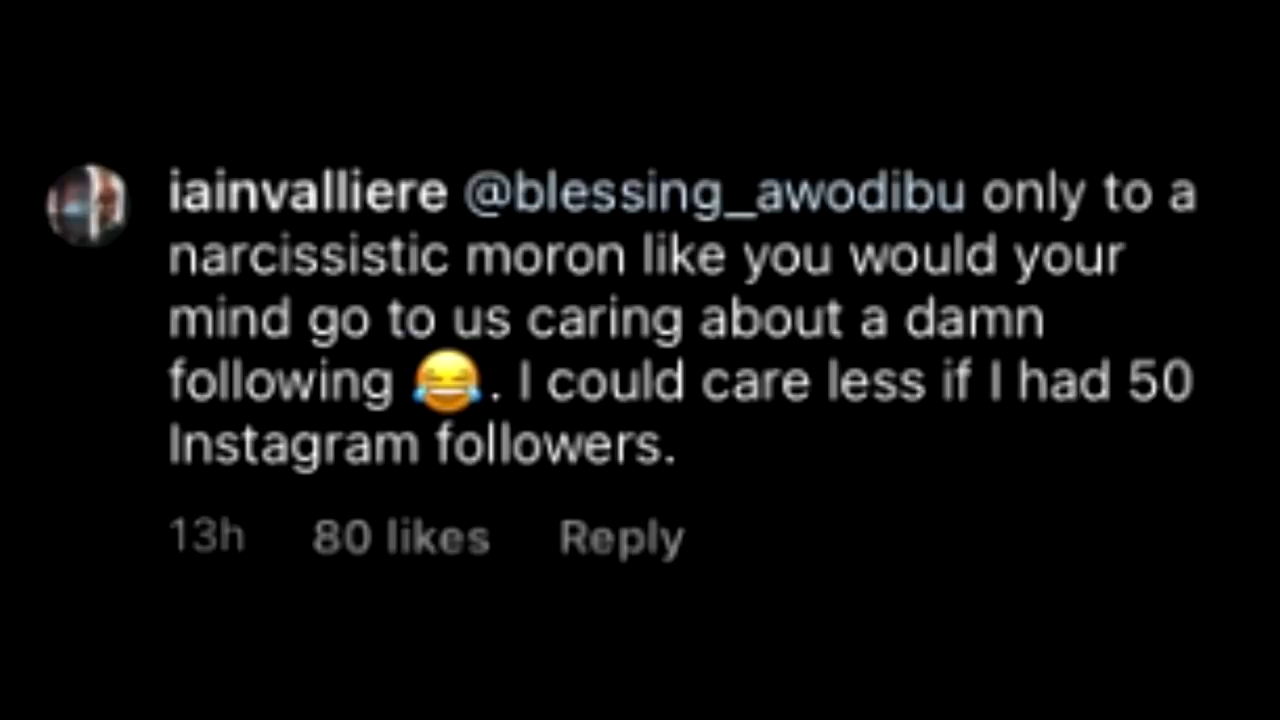 iainvalliere @blessing_awodibu only to a
narcissistic moron like you would your
mind go to us caring about a damn
following 😂. I could care less if I had 50
Instagram followers.
13h 80 likes Reply